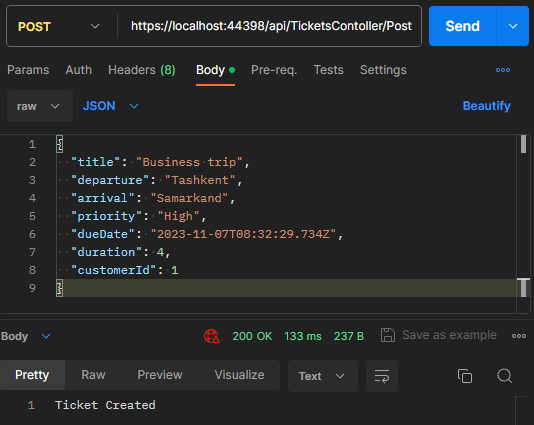 POST https://localhost:44398/api/TicketsContoller/Post Send
Params Auth Headers (8) Body Pre-req. Tests Settings
raw JSON Beautify
1 {
2 "title": "Business trip",
3 "departure": "Tashkent",
4 "arrival": "Samarkand",
5 "priority": "High",
6 "dueDate": "2023-11-07T08:32:29.734Z",
7 "duration": 4,
8 "customerId": 1
9 }
Body 200 OK 133 ms 237 B Save as example
Pretty Raw Preview Visualize Text
1 Ticket Created